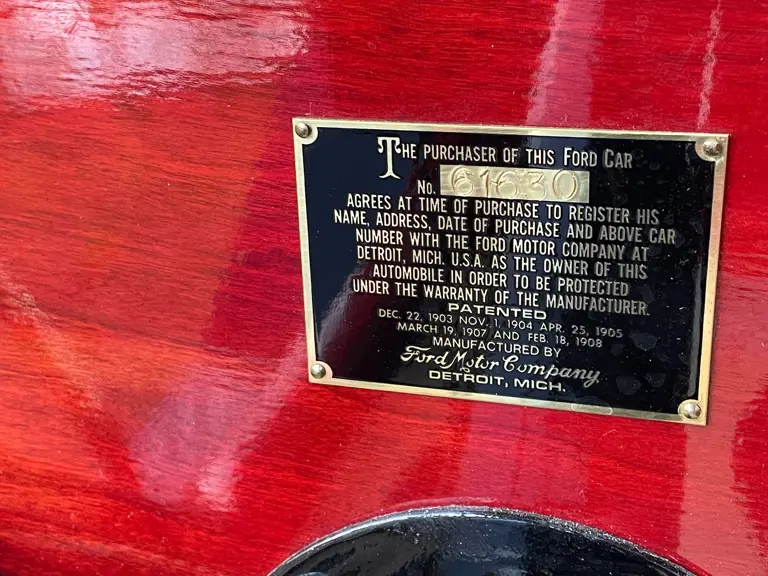 THE PURCHASER OF THIS FORD CAR
NO. 61630
AGREES AT TIME OF PURCHASE TO REGISTER HIS
NAME, ADDRESS, DATE OF PURCHASE AND ABOVE CAR
NUMBER WITH THE FORD MOTOR COMPANY AT
DETROIT, MICH. U.S.A. AS THE OWNER OF THIS
AUTOMOBILE IN ORDER TO BE PROTECTED
UNDER THE WARRANTY OF THE MANUFACTURER.
PATENTED
DEC. 22, 1903 NOV. 1, 1904 APR. 25, 1905
MARCH 19, 1907 AND FEB. 18, 1908
MANUFACTURED BY
Ford Motor Company
DETROIT, MICH.